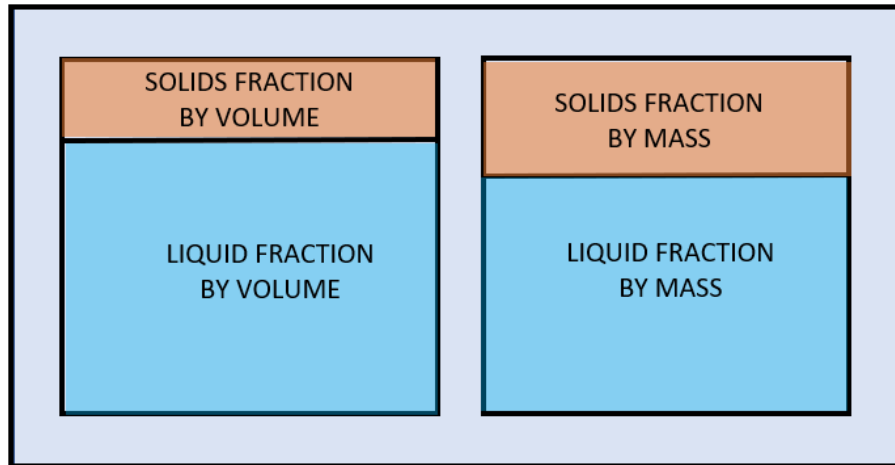 SOLIDS FRACTION
BY VOLUME
LIQUID FRACTION
BY VOLUME
SOLIDS FRACTION
BY MASS
LIQUID FRACTION
BY MASS